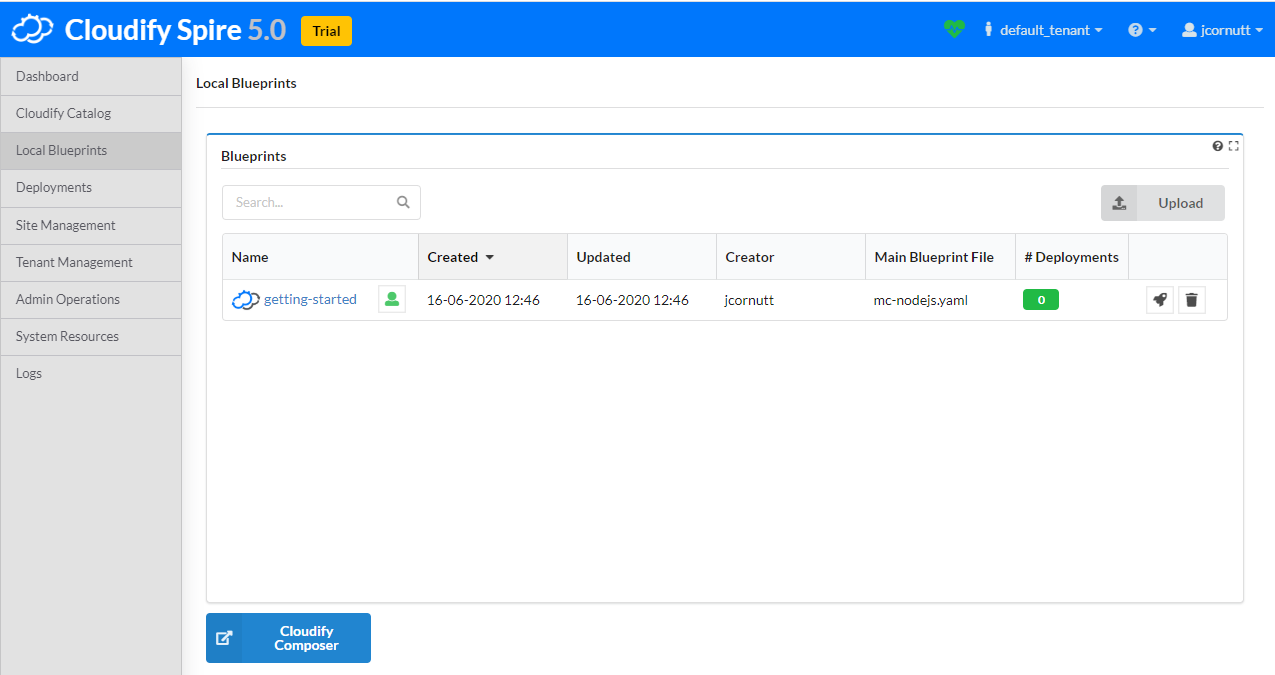 Cloudify Spire 5.0 Trial default_tenant jcornutt
Dashboard
Cloudify Catalog
Local Blueprints
Deployments
Site Management
Tenant Management
Admin Operations
System Resources
Logs
Local Blueprints
Blueprints
Search...
Upload
Name Created Updated Creator Main Blueprint File # Deployments
getting-started 16-06-2020 12:46 16-06-2020 12:46 jcornutt mc-nodejs.yaml 0
Cloudify
Composer